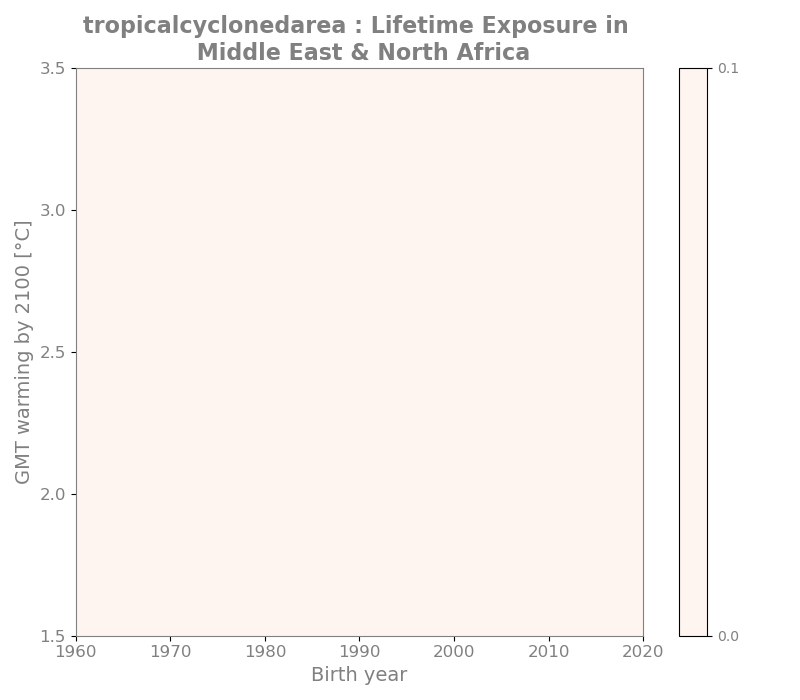 tropicalcyclonedarea : Lifetime Exposure in
Middle East & North Africa
3.5
3.0
2.5
2.0
1.5
GMT warming by 2100 [°C]
1960 1970 1980 1990 2000 2010 2020
Birth year
0.1
0.0